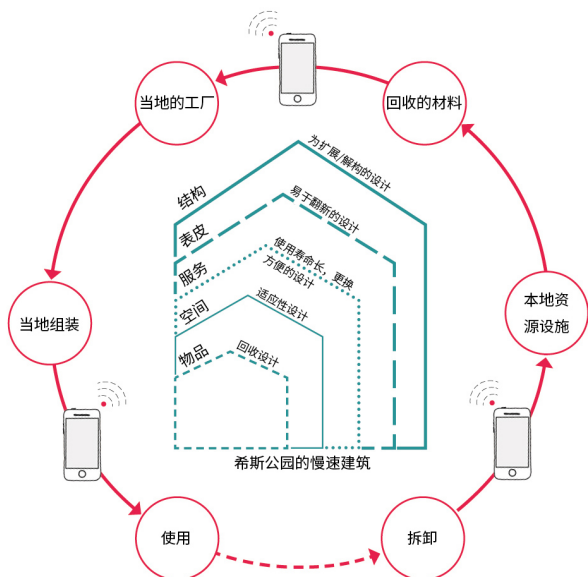 当地的工厂
回收的材料
为扩展/解构的设计
结构
易于翻新的设计
表皮
使用寿命长，更换
方便的设计
服务
适应性设计
空间
本地资
源设施
当地组装
回收设计
物品
希斯公园的慢速建筑
使用
拆卸